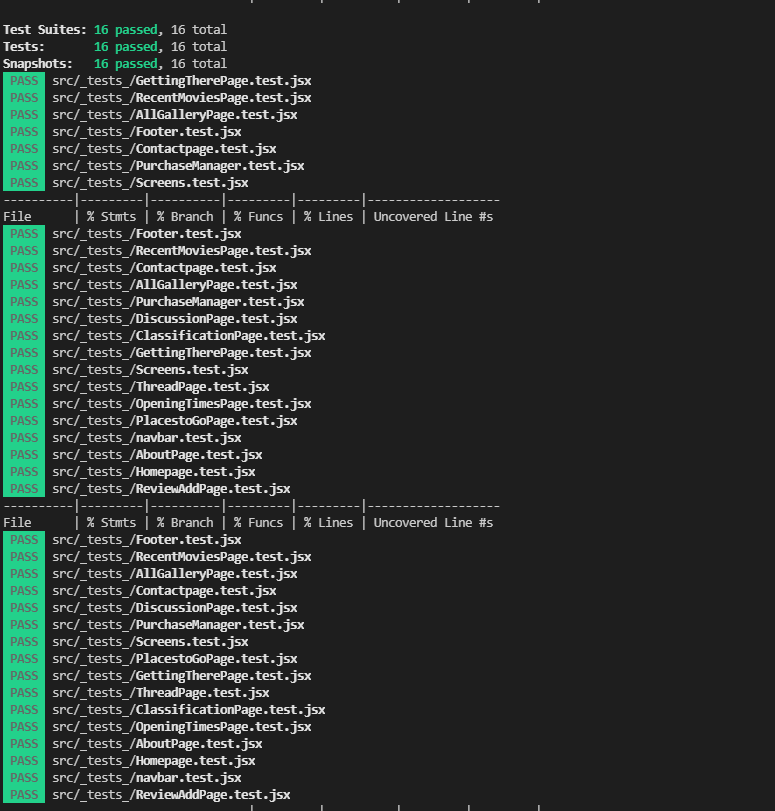 Test Suites: 16 passed, 16 total
Tests:       16 passed, 16 total
Snapshots:   16 passed, 16 total
PASS src/_tests_/GettingTherePage.test.jsx
PASS src/_tests_/RecentMoviesPage.test.jsx
PASS src/_tests_/AllGalleryPage.test.jsx
PASS src/_tests_/Footer.test.jsx
PASS src/_tests_/Contactpage.test.jsx
PASS src/_tests_/PurchaseManager.test.jsx
PASS src/_tests_/Screens.test.jsx
----------|---------|----------|---------|---------|-------------------
File      | % Stmts | % Branch | % Funcs | % Lines | Uncovered Line #s
PASS src/_tests_/Footer.test.jsx
PASS src/_tests_/RecentMoviesPage.test.jsx
PASS src/_tests_/Contactpage.test.jsx
PASS src/_tests_/AllGalleryPage.test.jsx
PASS src/_tests_/PurchaseManager.test.jsx
PASS src/_tests_/DiscussionPage.test.jsx
PASS src/_tests_/ClassificationPage.test.jsx
PASS src/_tests_/GettingTherePage.test.jsx
PASS src/_tests_/Screens.test.jsx
PASS src/_tests_/ThreadPage.test.jsx
PASS src/_tests_/OpeningTimesPage.test.jsx
PASS src/_tests_/PlacestoGoPage.test.jsx
PASS src/_tests_/navbar.test.jsx
PASS src/_tests_/AboutPage.test.jsx
PASS src/_tests_/Homepage.test.jsx
PASS src/_tests_/ReviewAddPage.test.jsx
----------|---------|----------|---------|---------|-------------------
File      | % Stmts | % Branch | % Funcs | % Lines | Uncovered Line #s
PASS src/_tests_/Footer.test.jsx
PASS src/_tests_/RecentMoviesPage.test.jsx
PASS src/_tests_/AllGalleryPage.test.jsx
PASS src/_tests_/Contactpage.test.jsx
PASS src/_tests_/DiscussionPage.test.jsx
PASS src/_tests_/PurchaseManager.test.jsx
PASS src/_tests_/Screens.test.jsx
PASS src/_tests_/PlacestoGoPage.test.jsx
PASS src/_tests_/GettingTherePage.test.jsx
PASS src/_tests_/ThreadPage.test.jsx
PASS src/_tests_/ClassificationPage.test.jsx
PASS src/_tests_/OpeningTimesPage.test.jsx
PASS src/_tests_/AboutPage.test.jsx
PASS src/_tests_/Homepage.test.jsx
PASS src/_tests_/navbar.test.jsx
PASS src/_tests_/ReviewAddPage.test.jsx